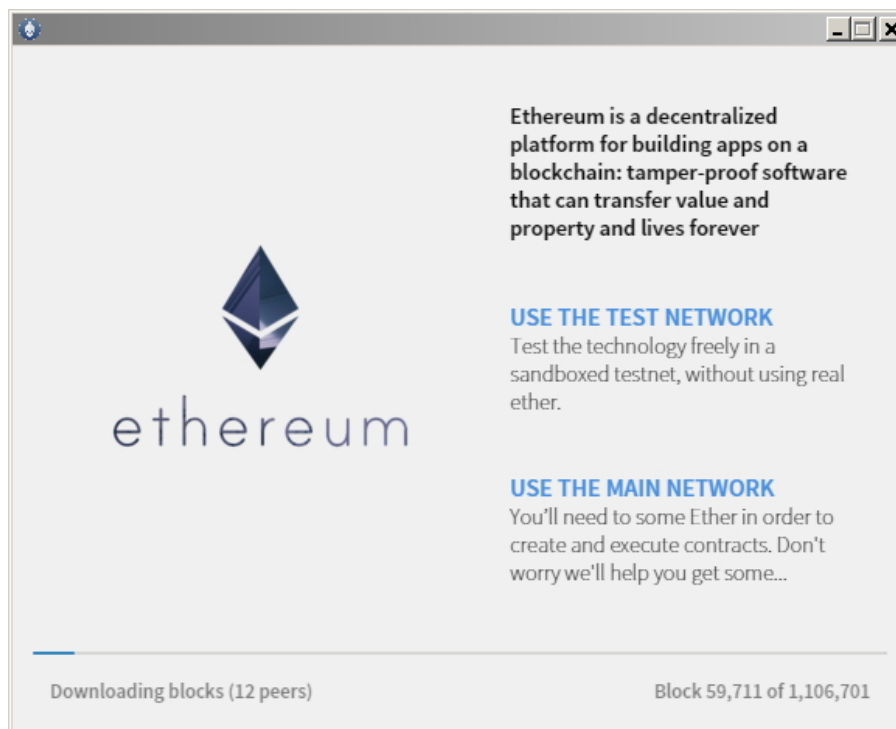 Ethereum is a decentralized
platform for building apps on a
blockchain: tamper-proof software
that can transfer value and
property and lives forever
ethereum
USE THE TEST NETWORK
Test the technology freely in a
sandboxed testnet, without using real
ether.
USE THE MAIN NETWORK
You'll need to some Ether in order to
create and execute contracts. Don't
worry we'll help you get some...
Downloading blocks (12 peers)
Block 59,711 of 1,106,701